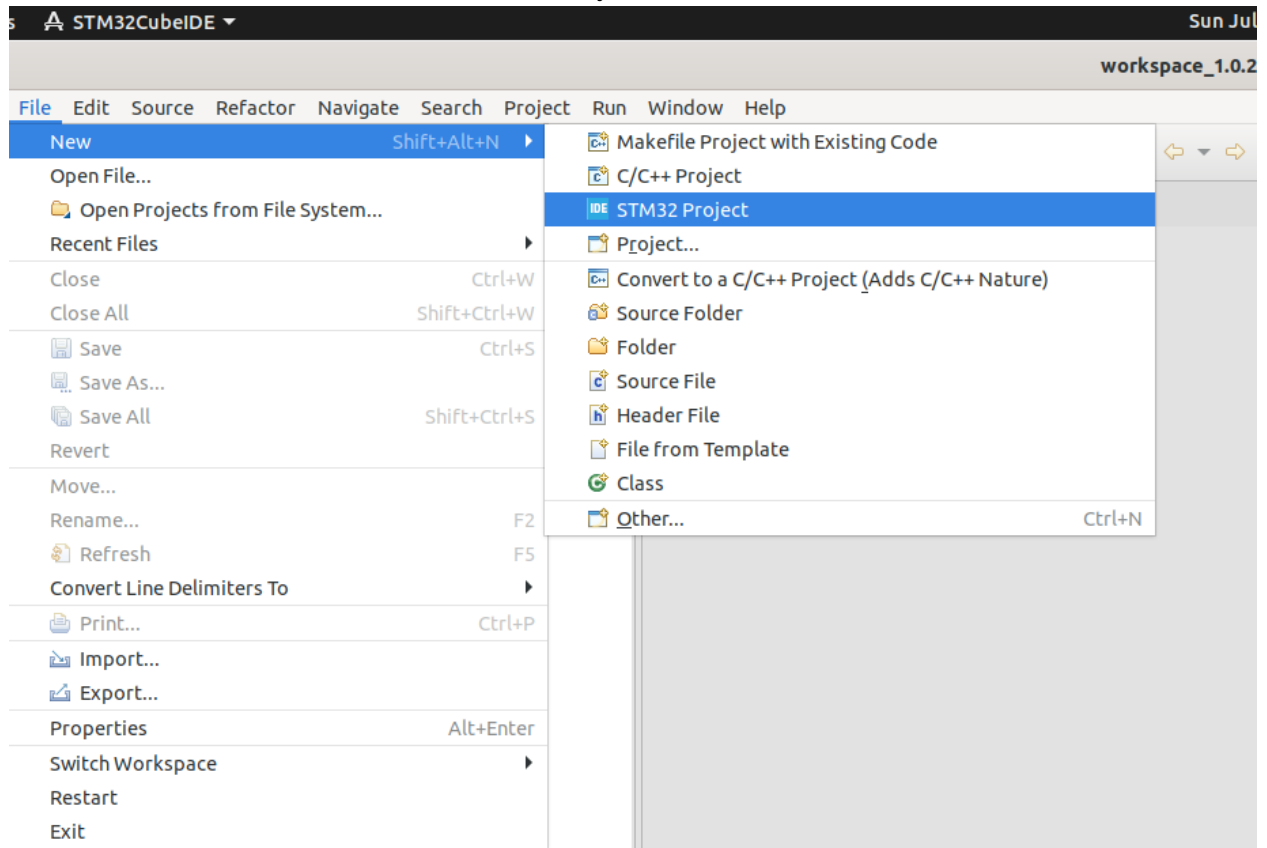 s STM32CubeIDE Sun Jul
workspace_1.0.2
File Edit Source Refactor Navigate Search Project Run Window Help
New Shift+Alt+N
Open File...
Open Projects from File System...
Recent Files
Close Ctrl+W
Close All Shift+Ctrl+W
Save Ctrl+S
Save As...
Save All Shift+Ctrl+S
Revert
Move...
Rename... F2
Refresh F5
Convert Line Delimiters To
Print... Ctrl+P
Import...
Export...
Properties Alt+Enter
Switch Workspace
Restart
Exit
Makefile Project with Existing Code
C/C++ Project
IDE STM32 Project
Project...
Convert to a C/C++ Project (Adds C/C++ Nature)
Source Folder
Folder
Source File
Header File
File from Template
Class
Other... Ctrl+N